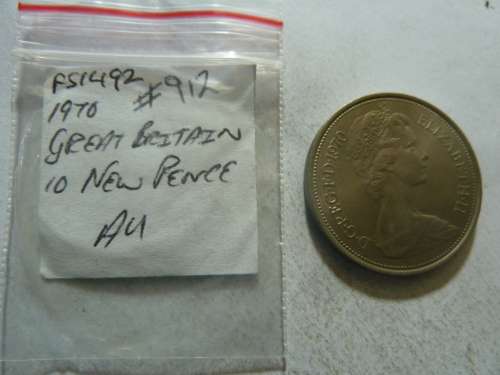 FS1492
1970 #912
GREAT BRITAIN
10 NEW PENCE
AU
D·G·REG·F·D·1970 ELIZABETH·II